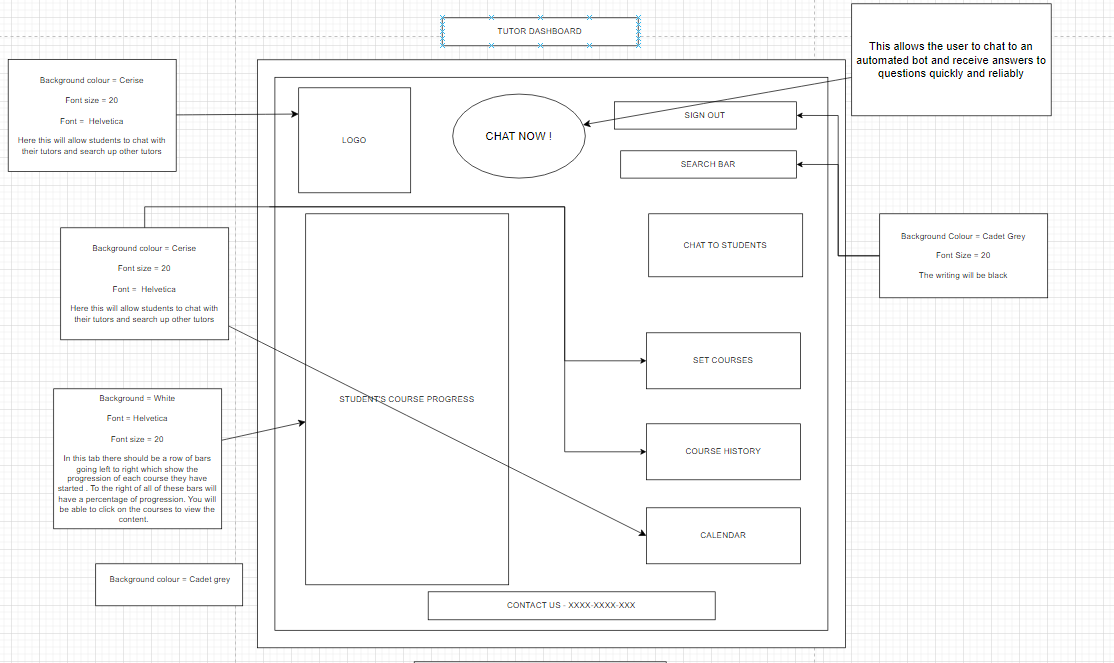 TUTOR DASHBOARD
This allows the user to chat to an
automated bot and receive answers to
questions quickly and reliably
Background colour = Cerise
Font size = 20
Font = Helvetica
Here this will allow students to chat with
their tutors and search up other tutors
LOGO
CHAT NOW !
SIGN OUT
SEARCH BAR
Background colour = Cerise
Font size = 20
Font = Helvetica
Here this will allow students to chat with
their tutors and search up other tutors
CHAT TO STUDENTS
Background Colour = Cadet Grey
Font Size = 20
The writing will be black
SET COURSES
STUDENT'S COURSE PROGRESS
Background = White
Font = Helvetica
Font size = 20
In this tab there should be a row of bars
going left to right which show the
progression of each course they have
started . To the right of all of these bars will
have a percentage of progression. You will
be able to click on the courses to view the
content.
COURSE HISTORY
CALENDAR
Background colour = Cadet grey
CONTACT US - XXXX-XXXX-XXX